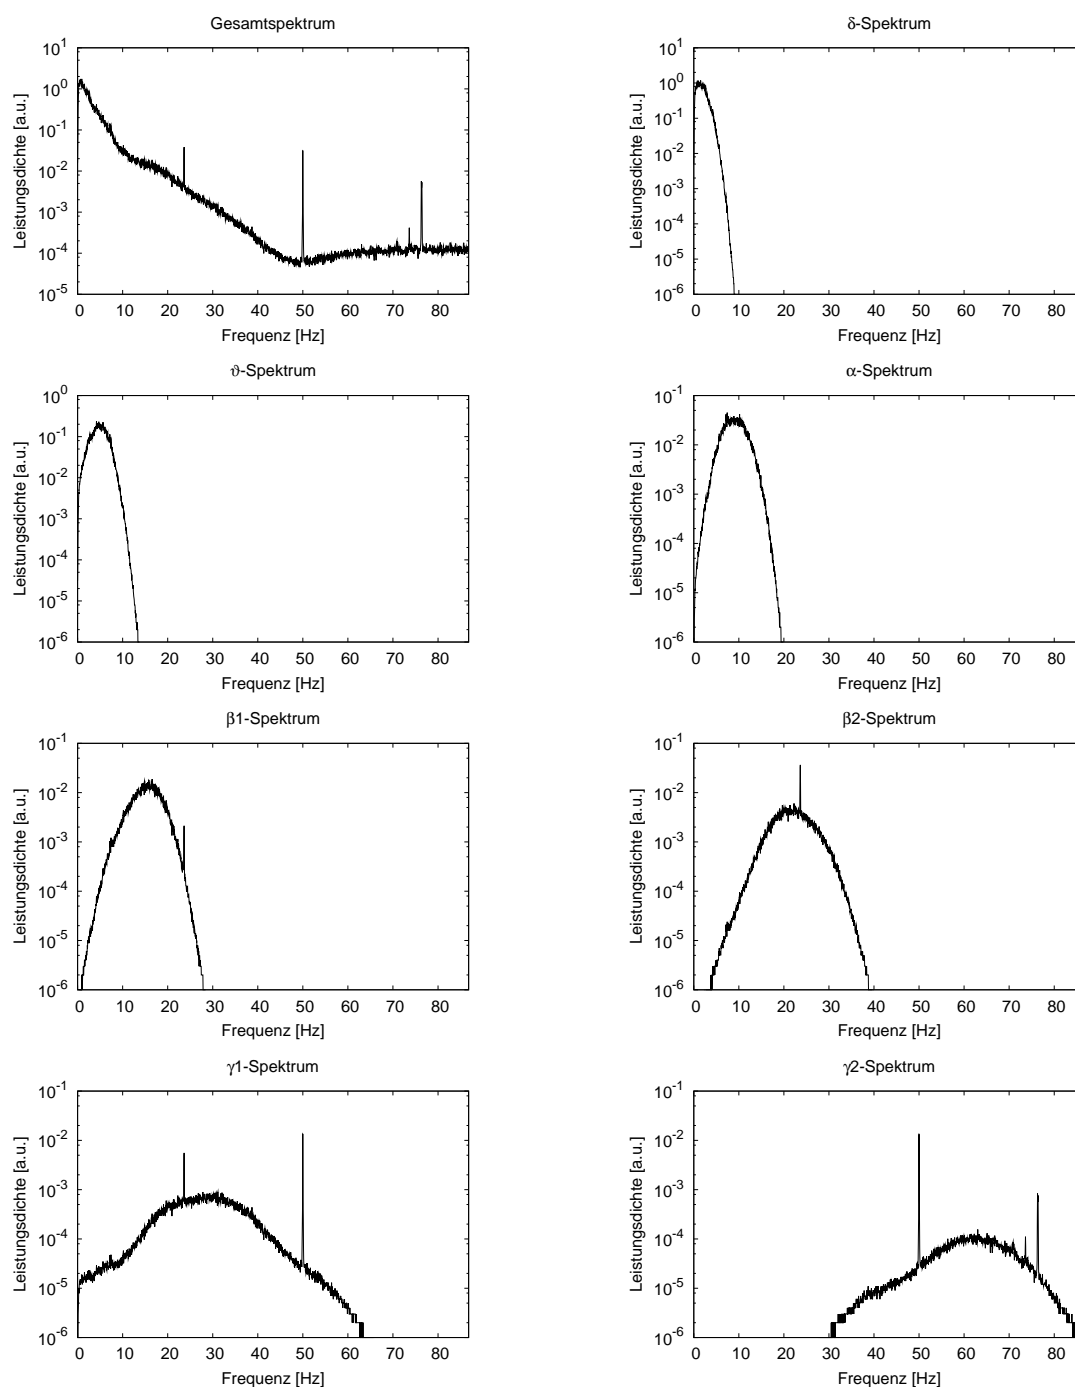 Gesamtspektrum
Leistungsdichte [a.u.]
10^1
10^0
10^-1
10^-2
10^-3
10^-4
10^-5
0 10 20 30 40 50 60 70 80
Frequenz [Hz]
δ-Spektrum
Leistungsdichte [a.u.]
10^1
10^0
10^-1
10^-2
10^-3
10^-4
10^-5
10^-6
0 10 20 30 40 50 60 70 80
Frequenz [Hz]
ϑ-Spektrum
Leistungsdichte [a.u.]
10^0
10^-1
10^-2
10^-3
10^-4
10^-5
10^-6
0 10 20 30 40 50 60 70 80
Frequenz [Hz]
α-Spektrum
Leistungsdichte [a.u.]
10^-1
10^-2
10^-3
10^-4
10^-5
10^-6
0 10 20 30 40 50 60 70 80
Frequenz [Hz]
β1-Spektrum
Leistungsdichte [a.u.]
10^-1
10^-2
10^-3
10^-4
10^-5
10^-6
0 10 20 30 40 50 60 70 80
Frequenz [Hz]
β2-Spektrum
Leistungsdichte [a.u.]
10^-1
10^-2
10^-3
10^-4
10^-5
10^-6
0 10 20 30 40 50 60 70 80
Frequenz [Hz]
γ1-Spektrum
Leistungsdichte [a.u.]
10^-1
10^-2
10^-3
10^-4
10^-5
10^-6
0 10 20 30 40 50 60 70 80
Frequenz [Hz]
γ2-Spektrum
Leistungsdichte [a.u.]
10^-1
10^-2
10^-3
10^-4
10^-5
10^-6
0 10 20 30 40 50 60 70 80
Frequenz [Hz]